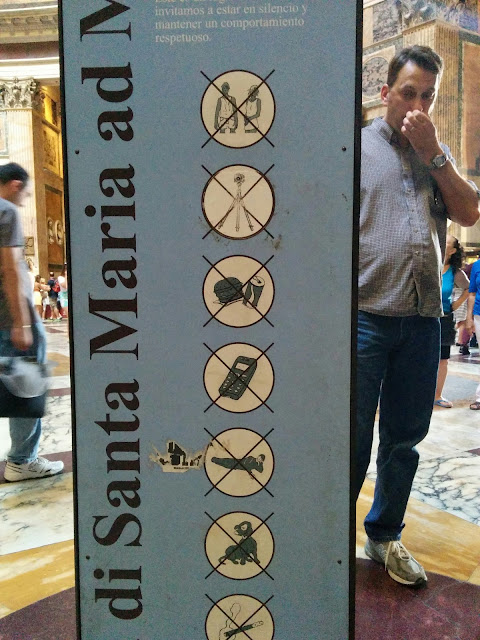 invitamos a estar en silencio y
mantener un comportamiento
respetuoso.
di Santa Maria ad M